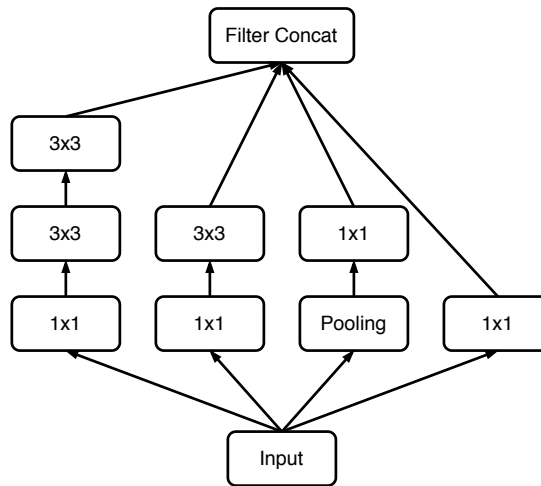 Filter Concat
3x3
3x3 3x3 1x1
1x1 1x1 Pooling 1x1
Input